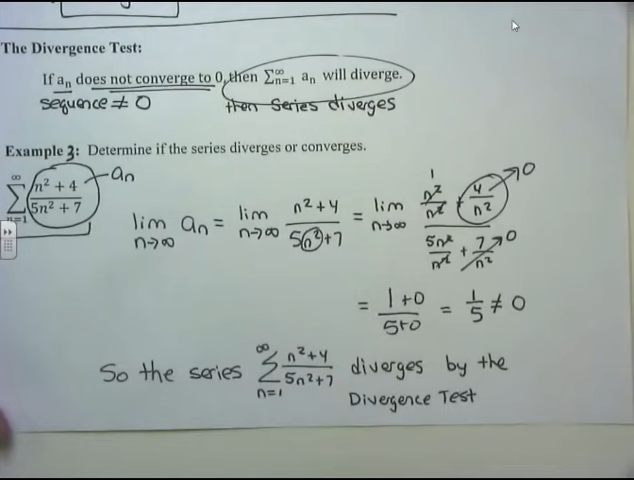 The Divergence Test:
If aₙ does not converge to 0, then ∑ₙ₌₁^∞ aₙ will diverge.
sequence ≠ 0 then series diverges
Example 3: Determine if the series diverges or converges.
∑ₙ₌₁^∞ (n² + 4)/(5n² + 7) aₙ
lim n→∞ aₙ = lim n→∞ (n²+4)/(5n²+7) = lim n→∞ (n²/n² + 4/n²)/(5n²/n² + 7/n²) 1 0 0
= (1+0)/(5+0) = 1/5 ≠ 0
So the series ∑ₙ₌₁^∞ (n²+4)/(5n²+7) diverges by the
Divergence Test